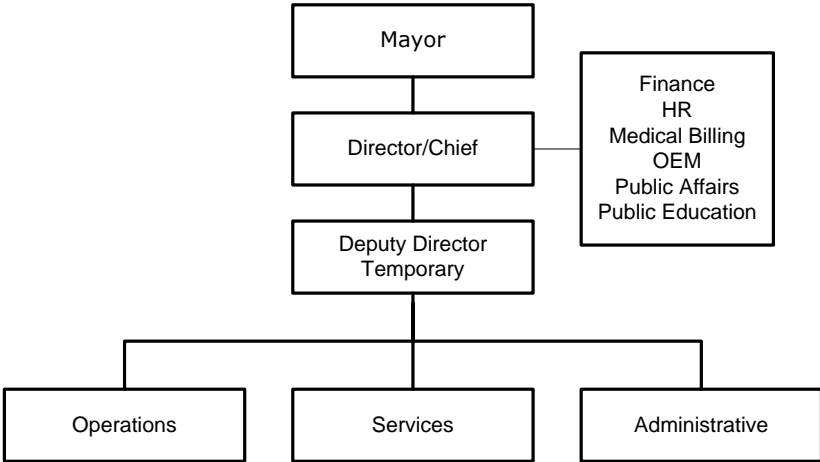 Mayor
Director/Chief
Finance
HR
Medical Billing
OEM
Public Affairs
Public Education
Deputy Director
Temporary
Operations
Services
Administrative